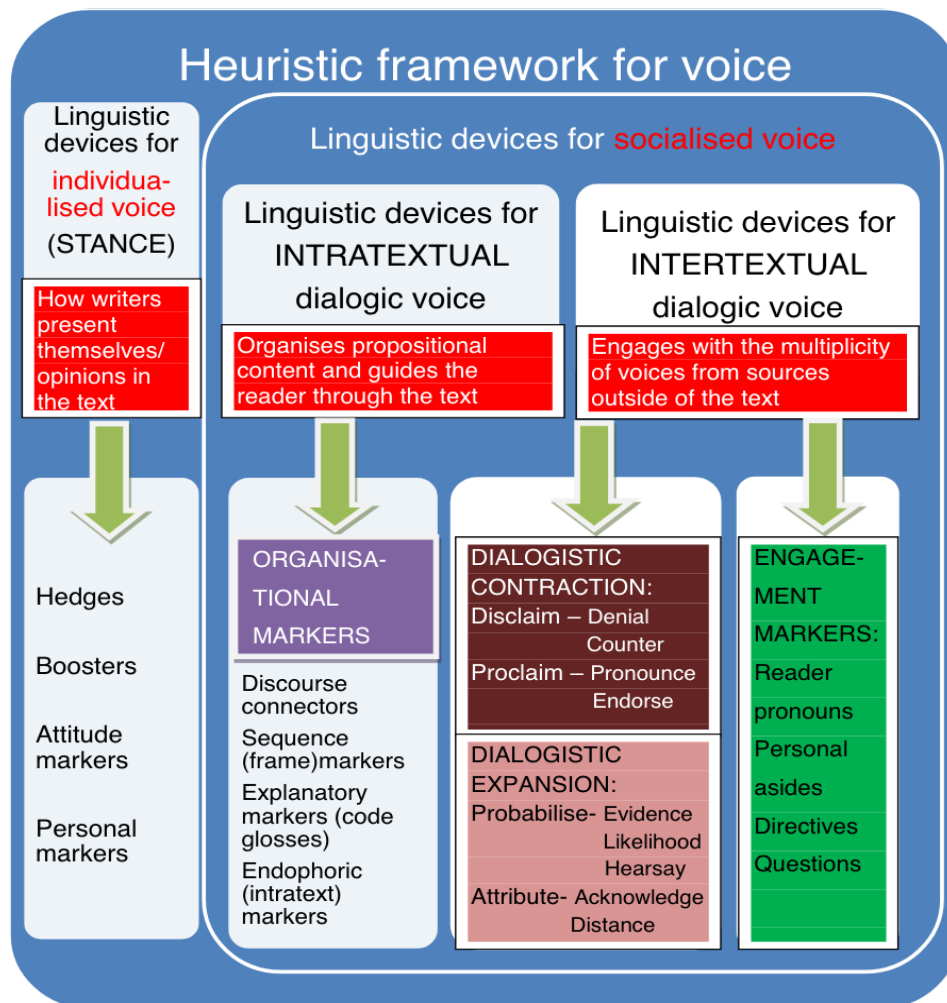 Heuristic framework for voice
Linguistic
devices for
individua-
lised voice
(STANCE)
How writers
present
themselves/
opinions in
the text
Hedges
Boosters
Attitude
markers
Personal
markers
Linguistic devices for socialised voice
Linguistic devices for
INTRATEXTUAL
dialogic voice
Organises propositional
content and guides the
reader through the text
ORGANISA-
TIONAL
MARKERS
Discourse
connectors
Sequence
(frame)markers
Explanatory
markers (code
glosses)
Endophoric
(intratext)
markers
Linguistic devices for
INTERTEXTUAL
dialogic voice
Engages with the multiplicity
of voices from sources
outside of the text
DIALOGISTIC
CONTRACTION:
Disclaim – Denial
Counter
Proclaim – Pronounce
Endorse
DIALOGISTIC
EXPANSION:
Probabilise- Evidence
Likelihood
Hearsay
Attribute- Acknowledge
Distance
ENGAGE-
MENT
MARKERS:
Reader
pronouns
Personal
asides
Directives
Questions